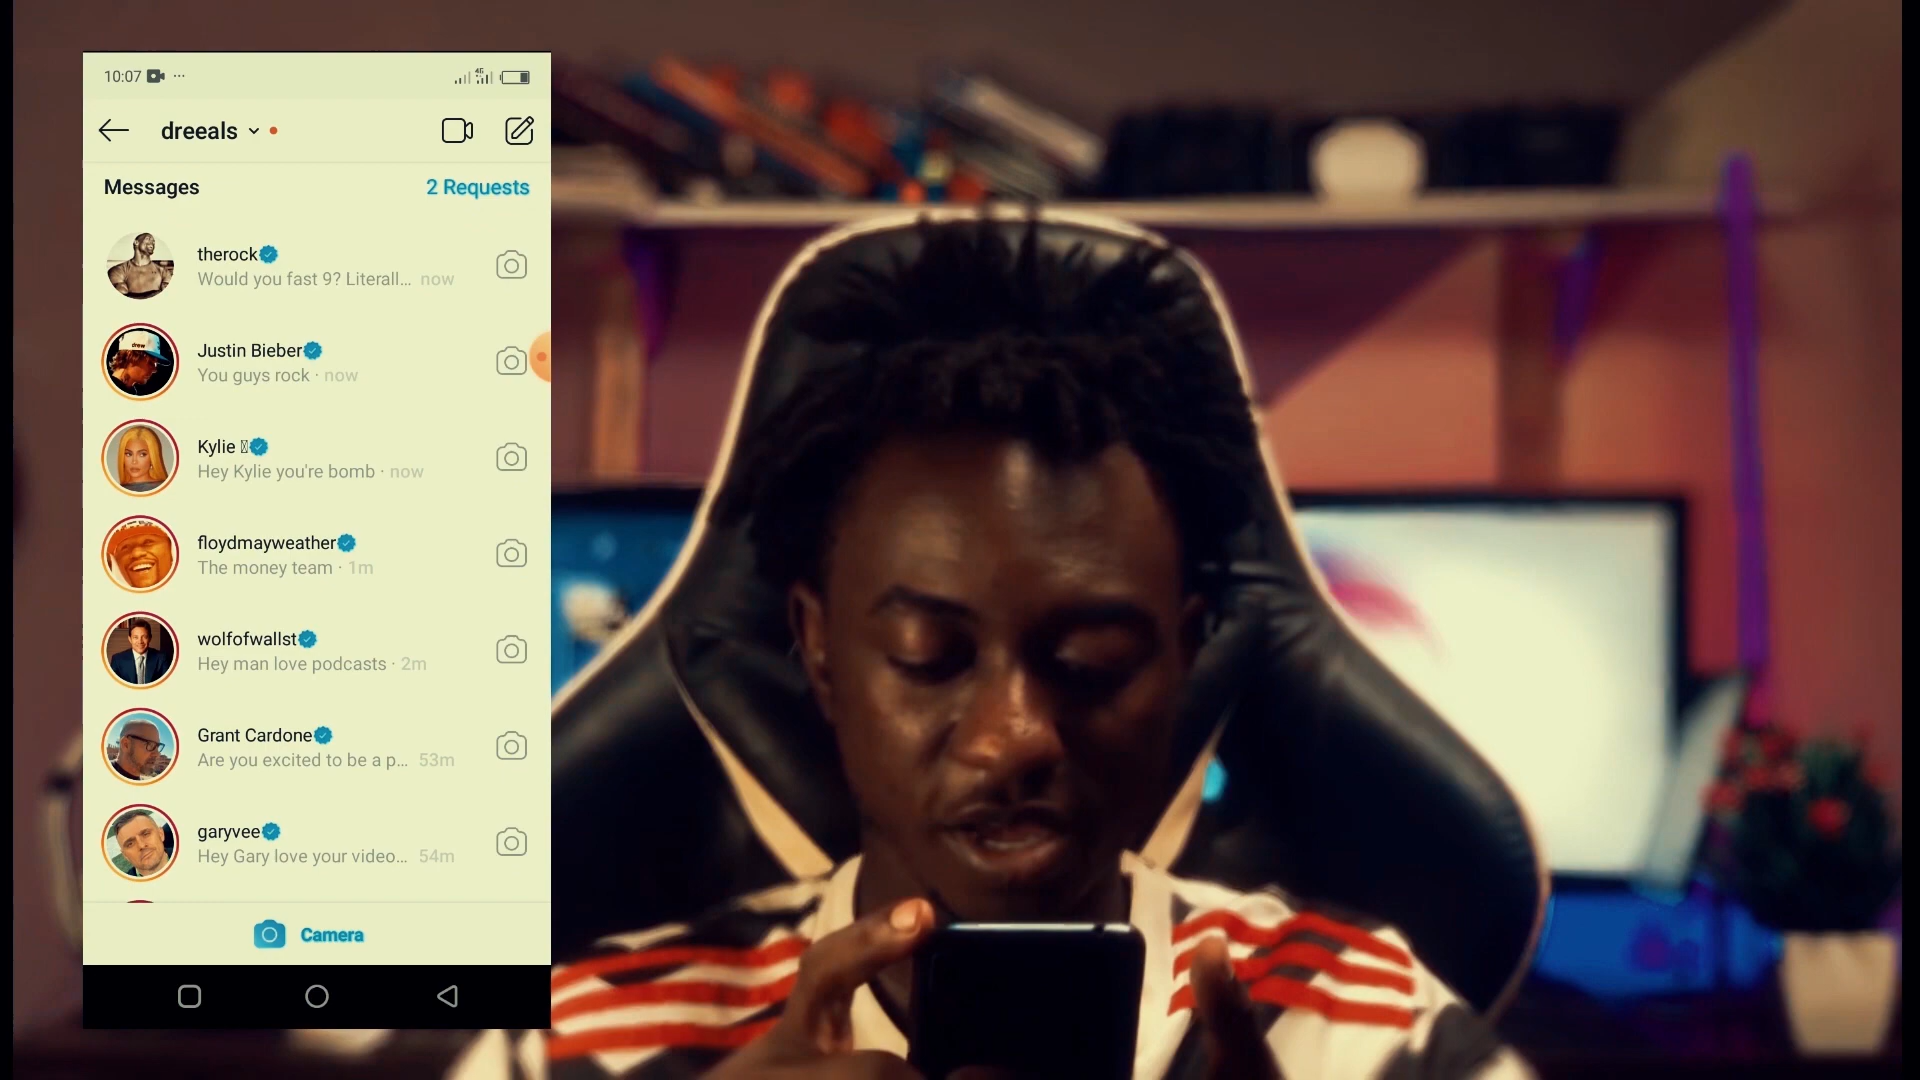 10:07
4G
dreeals
Messages
2 Requests
therock
Would you fast 9? Literall... now
Justin Bieber
You guys rock · now
Kylie
Hey Kylie you're bomb · now
floydmayweather
The money team · 1m
wolfofwallst
Hey man love podcasts · 2m
Grant Cardone
Are you excited to be a p... 53m
garyvee
Hey Gary love your video... 54m
Camera
drew